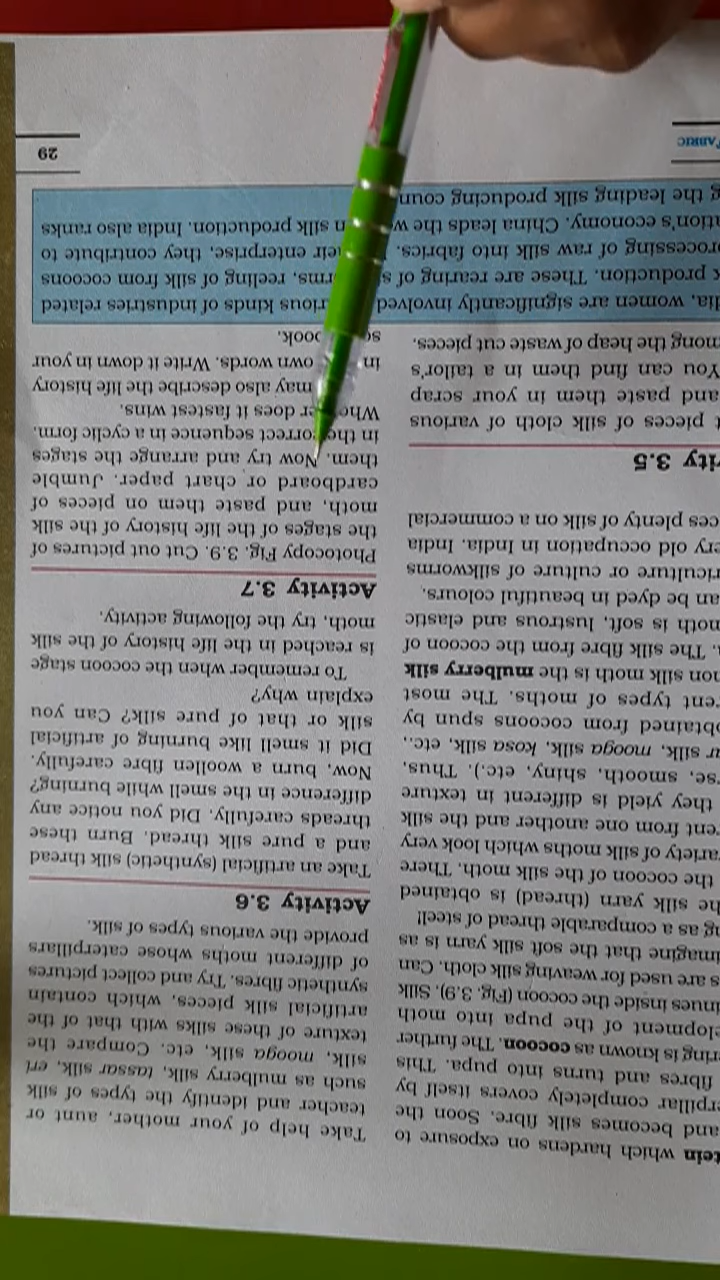 tein which hardens on exposure to
and becomes silk fibre. Soon the
erpillar completely covers itself by
fibres and turns into pupa. This
ering is known as cocoon. The further
elopment of the pupa into moth
inues inside the cocoon (Fig. 3.9). Silk
s are used for weaving silk cloth. Can
imagine that the soft silk yarn is as
ng as a comparable thread of steel!
he silk yarn (thread) is obtained
the cocoon of the silk moth. There
variety of silk moths which look very
rent from one another and the silk
they yield is different in texture
rse, smooth, shiny, etc.). Thus,
ar silk, mooga silk, kosa silk, etc.,
obtained from cocoons spun by
rent types of moths. The most
mon silk moth is the mulberry silk
. The silk fibre from the cocoon of
moth is soft, lustrous and elastic
an be dyed in beautiful colours.
riculture or culture of silkworms
ery old occupation in India. India
ces plenty of silk on a commercial
vity 3.5
t pieces of silk cloth of various
and paste them in your scrap
You can find them in a tailor's
mong the heap of waste cut pieces.
Take help of your mother, aunt or
teacher and identify the types of silk
such as mulberry silk, tassar silk, eri
silk, mooga silk, etc. Compare the
texture of these silks with that of the
artificial silk pieces, which contain
synthetic fibres. Try and collect pictures
of different moths whose caterpillars
provide the various types of silk.
Activity 3.6
Take an artificial (synthetic) silk thread
and a pure silk thread. Burn these
threads carefully. Did you notice any
difference in the smell while burning?
Now, burn a woollen fibre carefully.
Did it smell like burning of artificial
silk or that of pure silk? Can you
explain why?
To remember when the cocoon stage
is reached in the life history of the silk
moth, try the following activity.
Activity 3.7
Photocopy Fig. 3.9. Cut out pictures of
the stages of the life history of the silk
moth, and paste them on pieces of
cardboard or chart paper. Jumble
them. Now try and arrange the stages
in the correct sequence in a cyclic form.
Whoever does it fastest wins.
may also describe the life history
in own words. Write it down in your
book.
dia, women are significantly involved rious kinds of industries related
k production. These are rearing of s rms, reeling of silk from cocoons
processing of raw silk into fabrics. eir enterprise, they contribute to
ation's economy. China leads the w n silk production. India also ranks
g the leading silk producing coun
FABRIC
29